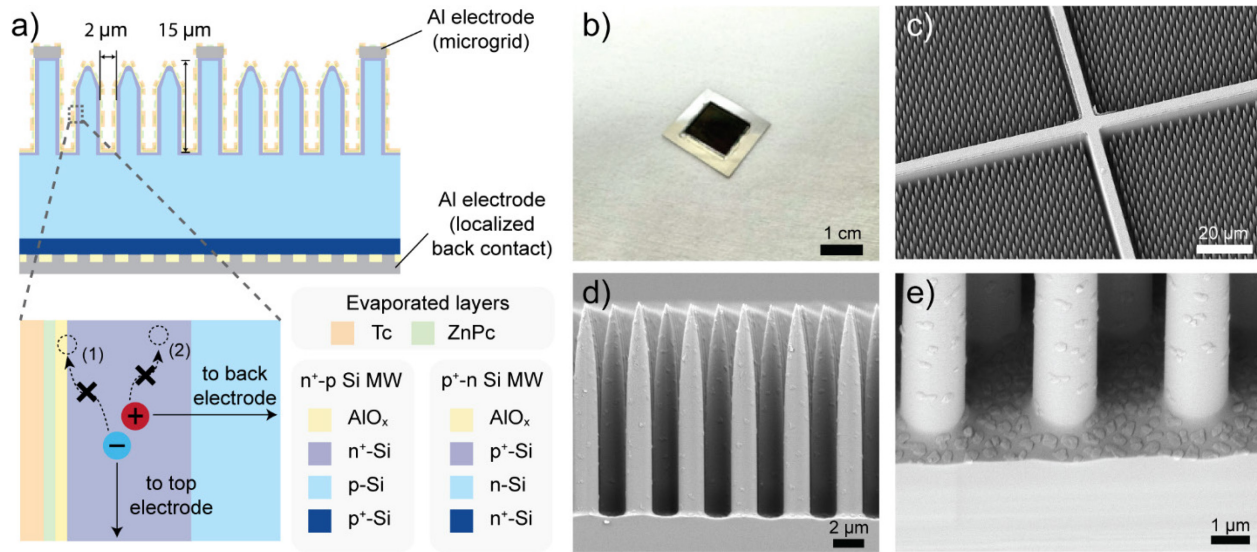 a)
2 µm
15 µm
Al electrode
(microgrid)
Al electrode
(localized
back contact)
(1)
(2)
+
to back
electrode
−
to top
electrode
Evaporated layers
Tc
ZnPc
n⁺-p Si MW
AlOₓ
n⁺-Si
p-Si
p⁺-Si
p⁺-n Si MW
AlOₓ
p⁺-Si
n-Si
n⁺-Si
b)
1 cm
c)
20 µm
d)
2 µm
e)
1 µm